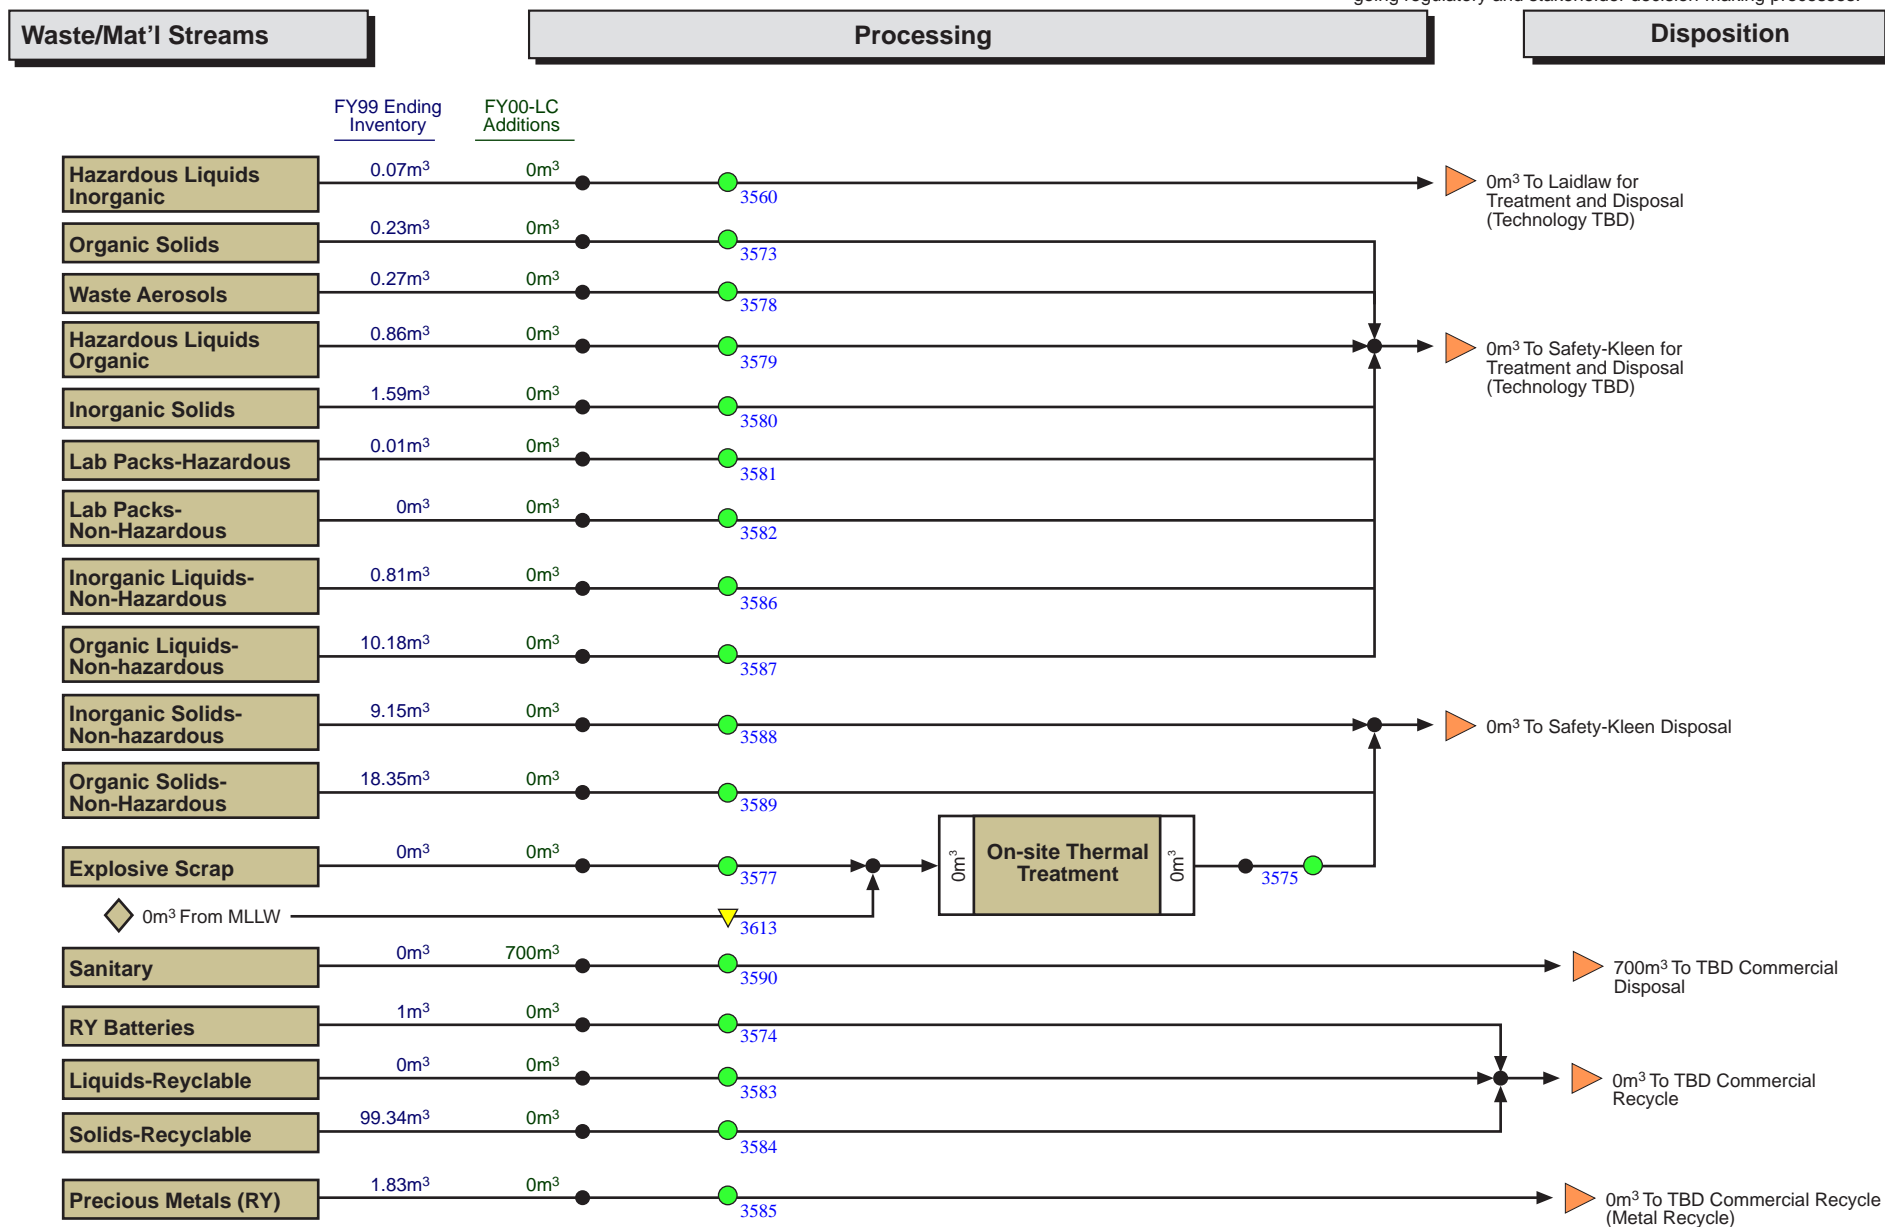 going regulatory and stakeholder decision-making processes.
Waste/Mat'l Streams
Processing
Disposition
FY99 Ending
Inventory
FY00-LC
Additions
Hazardous Liquids
Inorganic
0.07m³
0m³
3560
0m³ To Laidlaw for
Treatment and Disposal
(Technology TBD)
Organic Solids
0.23m³
0m³
3573
Waste Aerosols
0.27m³
0m³
3578
Hazardous Liquids
Organic
0.86m³
0m³
3579
0m³ To Safety-Kleen for
Treatment and Disposal
(Technology TBD)
Inorganic Solids
1.59m³
0m³
3580
Lab Packs-Hazardous
0.01m³
0m³
3581
Lab Packs-
Non-Hazardous
0m³
0m³
3582
Inorganic Liquids-
Non-Hazardous
0.81m³
0m³
3586
Organic Liquids-
Non-hazardous
10.18m³
0m³
3587
Inorganic Solids-
Non-hazardous
9.15m³
0m³
3588
0m³ To Safety-Kleen Disposal
Organic Solids-
Non-Hazardous
18.35m³
0m³
3589
Explosive Scrap
0m³
0m³
3577
0m³
On-site Thermal
Treatment
0m³
3575
0m³ From MLLW
3613
Sanitary
0m³
700m³
3590
700m³ To TBD Commercial
Disposal
RY Batteries
1m³
0m³
3574
Liquids-Reyclable
0m³
0m³
3583
0m³ To TBD Commercial
Recycle
Solids-Recyclable
99.34m³
0m³
3584
Precious Metals (RY)
1.83m³
0m³
3585
0m³ To TBD Commercial Recycle
(Metal Recycle)